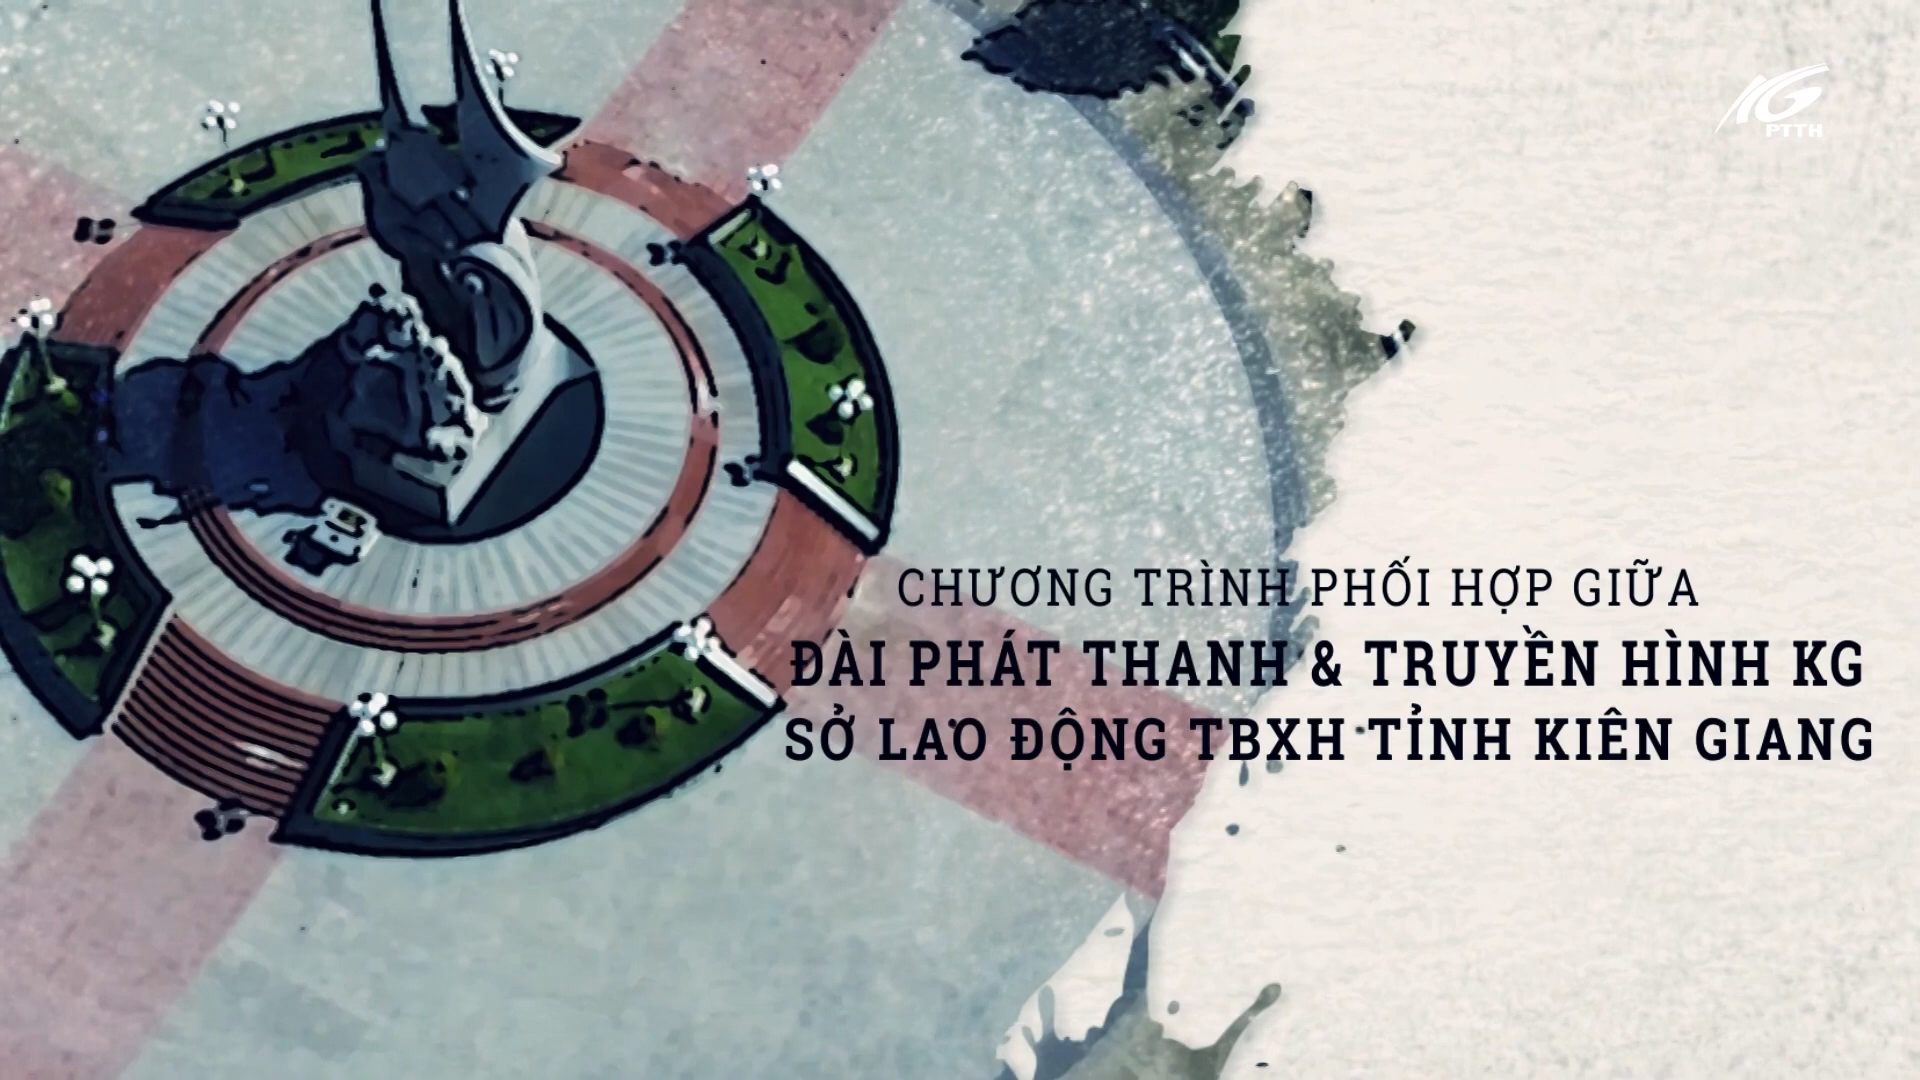 KG
PTTH
CHƯƠNG TRÌNH PHỐI HỢP GIỮA
ĐÀI PHÁT THANH & TRUYỀN HÌNH KG
SỞ LAO ĐỘNG TBXH TỈNH KIÊN GIANG